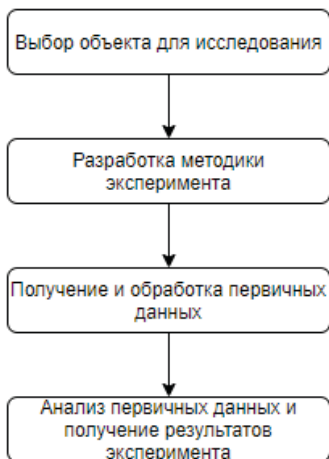 Выбор объекта для исследования
Разработка методики
эксперимента
Получение и обработка первичных
данных
Анализ первичных данных и
получение результатов
эксперимента